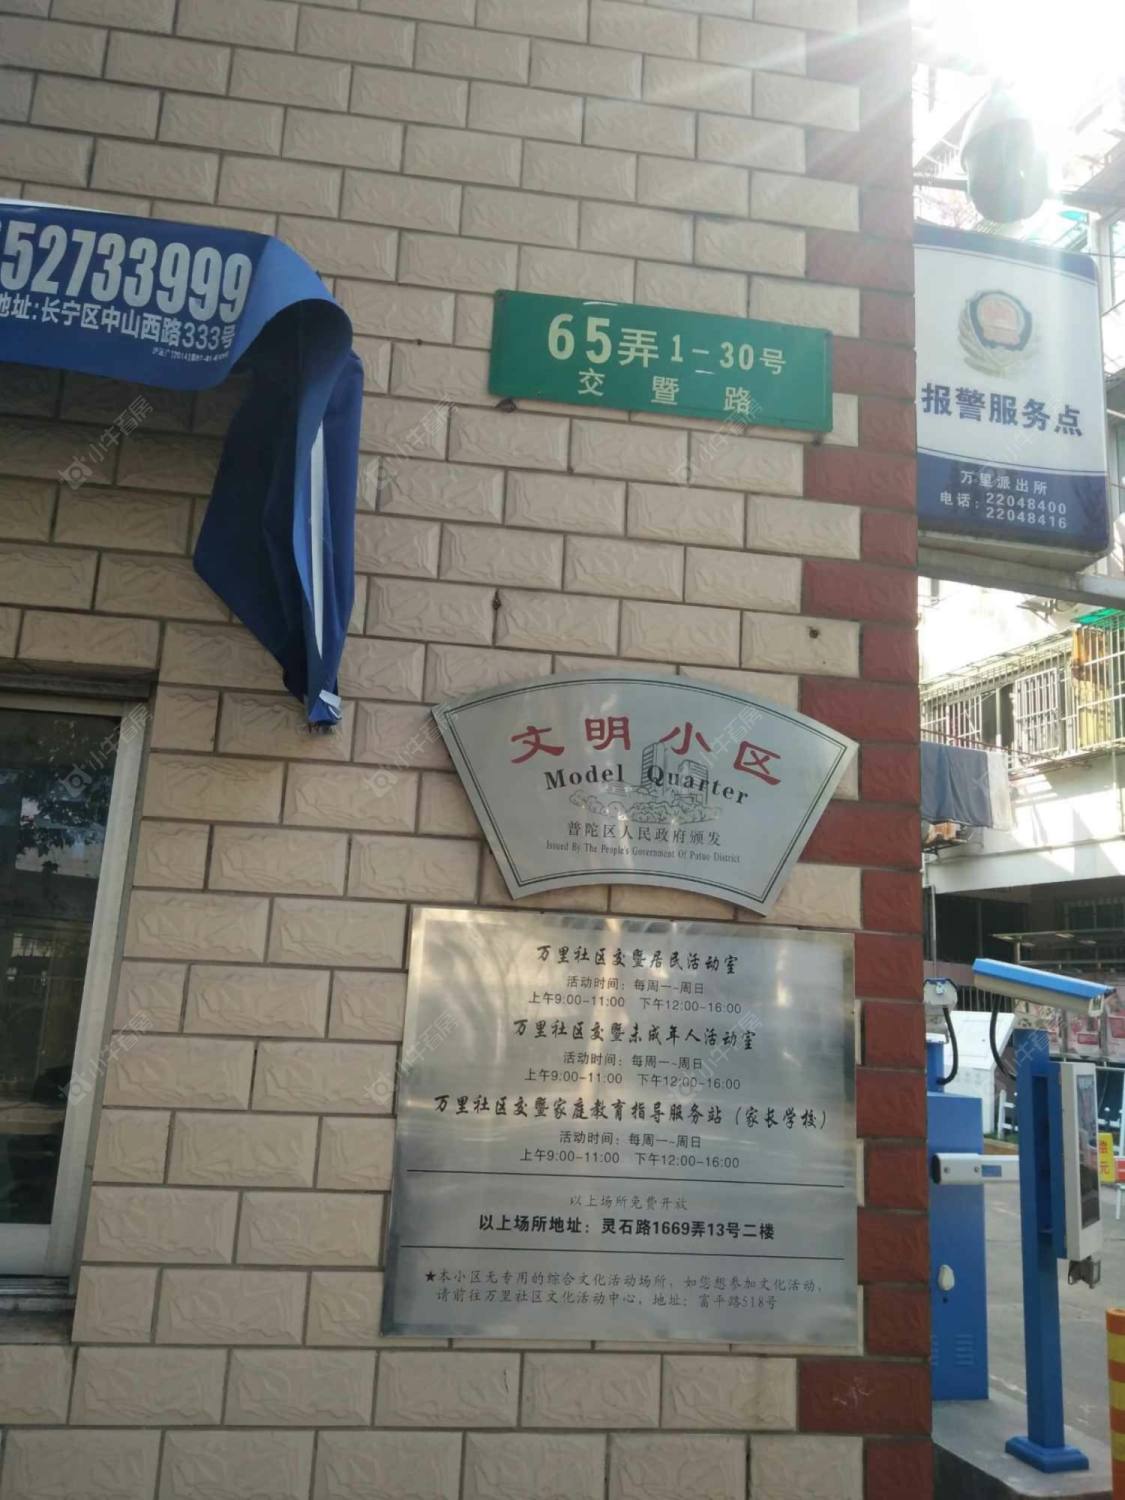 52733999
地址:长宁区中山西路333号
65弄1-30号
交暨路
报警服务点
万里派出所
电话:22048400
22048416
文明小区
Model Quarter
普陀区人民政府颁发
Issued By The People's Government Of Putuo District
万里社区交暨居民活动室
活动时间：每周一~周日
上午9:00-11:00 下午12:00-16:00
万里社区交暨未成年人活动室
活动时间：每周一~周日
上午9:00-11:00 下午12:00-16:00
万里社区交暨家庭教育指导服务站（家长学校）
活动时间：每周一~周日
上午9:00-11:00 下午12:00-16:00
以上场所免费开放
以上场所地址：灵石路1669弄13号二楼
★本小区无专用的综合文化活动场所，如您想参加文化活动，
请前往万里社区文化活动中心，地址：富平路518号
小牛看房